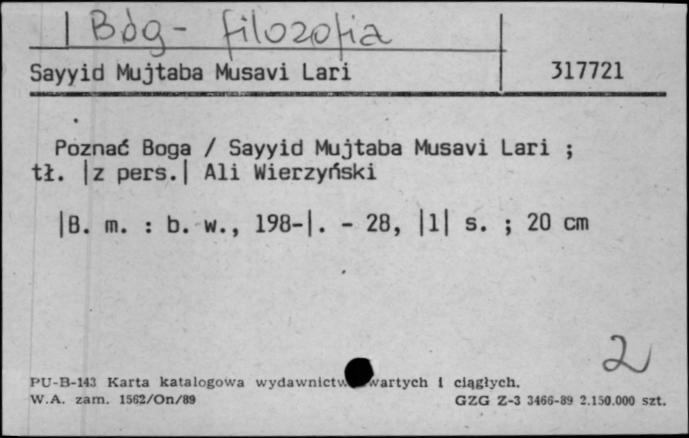 | Bóg - filozofia
Sayyid Mujtaba Musavi Lari 317721
Poznać Boga / Sayyid Mujtaba Musavi Lari ;
tł. |z pers.| Ali Wierzyński
|B. m. : b. w., 198-|. - 28, |1| s. ; 20 cm
2
PU-B-143 Karta katalogowa wydawnictw wartych i ciągłych.
W.A. zam. 1562/On/89 GZG Z-3 3466-89 2.150.000 szt.